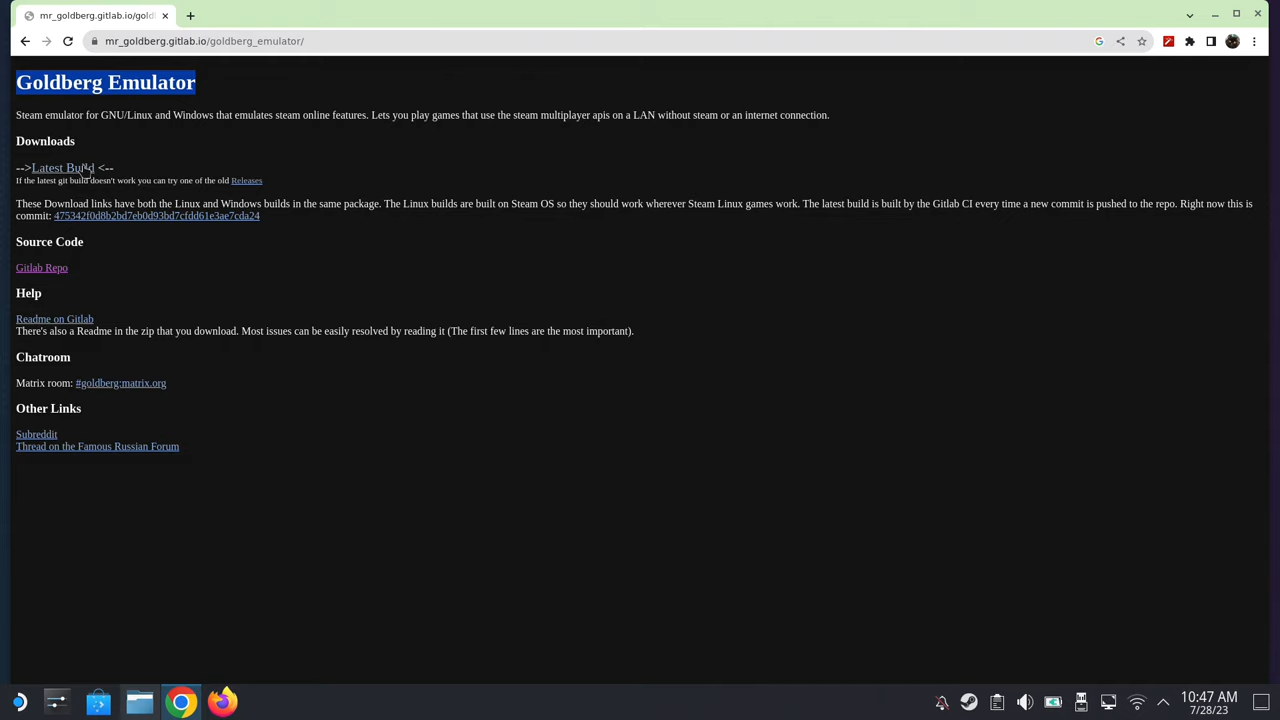 mr_goldberg.gitlab.io/gold
mr_goldberg.gitlab.io/goldberg_emulator/
Goldberg Emulator
Steam emulator for GNU/Linux and Windows that emulates steam online features. Lets you play games that use the steam multiplayer apis on a LAN without steam or an internet connection.
Downloads
-->Latest Build <--
If the latest git build doesn't work you can try one of the old Releases
These Download links have both the Linux and Windows builds in the same package. The Linux builds are built on Steam OS so they should work wherever Steam Linux games work. The latest build is built by the Gitlab CI every time a new commit is pushed to the repo. Right now this is
commit: 475342f0d8b2bd7eb0d93bd7cfdd61e3ae7cda24
Source Code
Gitlab Repo
Help
Readme on Gitlab
There's also a Readme in the zip that you download. Most issues can be easily resolved by reading it (The first few lines are the most important).
Chatroom
Matrix room: #goldberg:matrix.org
Other Links
Subreddit
Thread on the Famous Russian Forum
10:47 AM
7/28/23